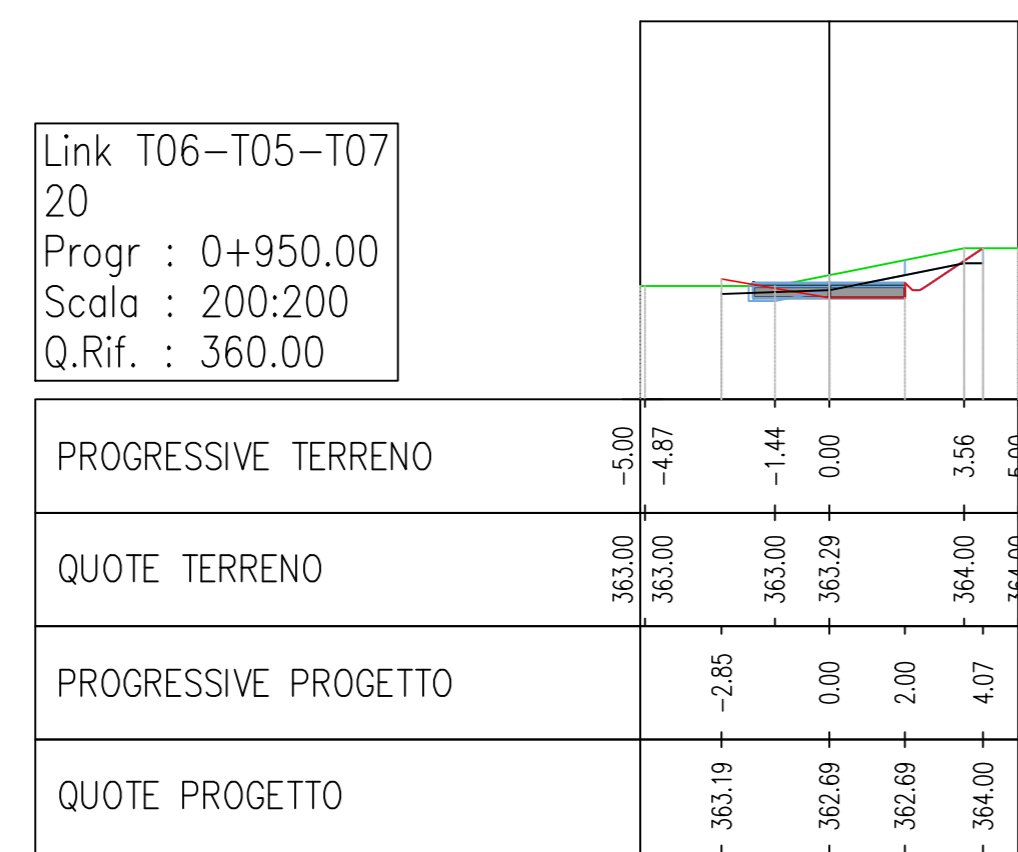 Link T06-T05-T07
20
Progr : 0+950.00
Scala : 200:200
Q.Rif. : 360.00
PROGRESSIVE TERRENO -5.00 -4.87 -1.44 0.00 3.56
QUOTE TERRENO 363.00 363.00 363.00 363.29 364.00
PROGRESSIVE PROGETTO -2.85 0.00 2.00 4.07
QUOTE PROGETTO 363.19 362.69 362.69 364.00